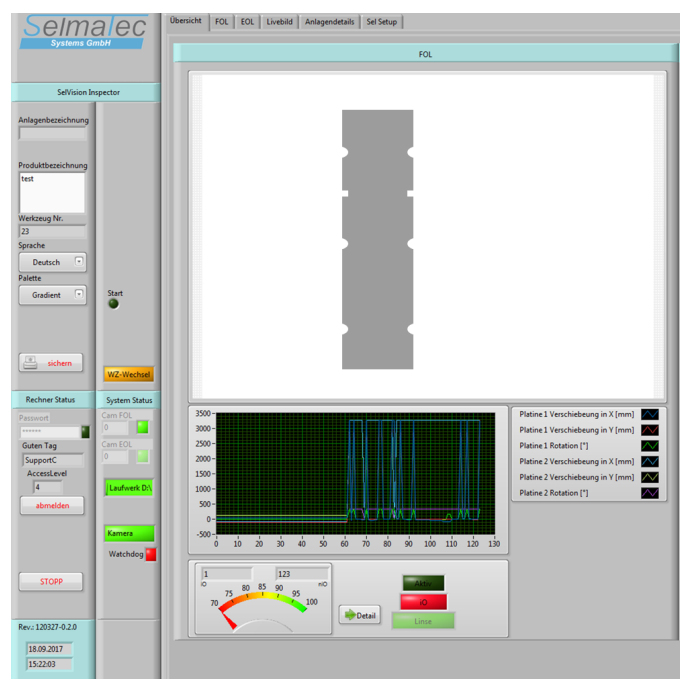 Selmatec
Systems GmbH
Übersicht FOL EOL Livebild Anlagendetails Sel Setup
FOL
SelVision Inspector
Anlagenbezeichnung
Produktbezeichnung
test
Werkzeug Nr.
23
Sprache
Deutsch
Palette
Gradient
Start
sichern
WZ-Wechsel
Rechner Status
System Status
Passwort
******
Guten Tag
SupportC
AccessLevel
4
abmelden
Cam FOL
0
Cam EOL
0
Laufwerk D:\
Kamera
Watchdog
STOPP
Rev.: 120327-0.2.0
18.09.2017
15:22:03
3500
3000
2500
2000
1500
1000
500
0
-500
0 10 20 30 40 50 60 70 80 90 100 110 120 130
Platine 1 Verschiebung in X [mm]
Platine 1 Verschiebung in Y [mm]
Platine 1 Rotation [°]
Platine 2 Verschiebung in X [mm]
Platine 2 Verschiebung in Y [mm]
Platine 2 Rotation [°]
1 123
iO niO
70 75 80 85 90 95 100
Detail
Aktiv
iO
Linse